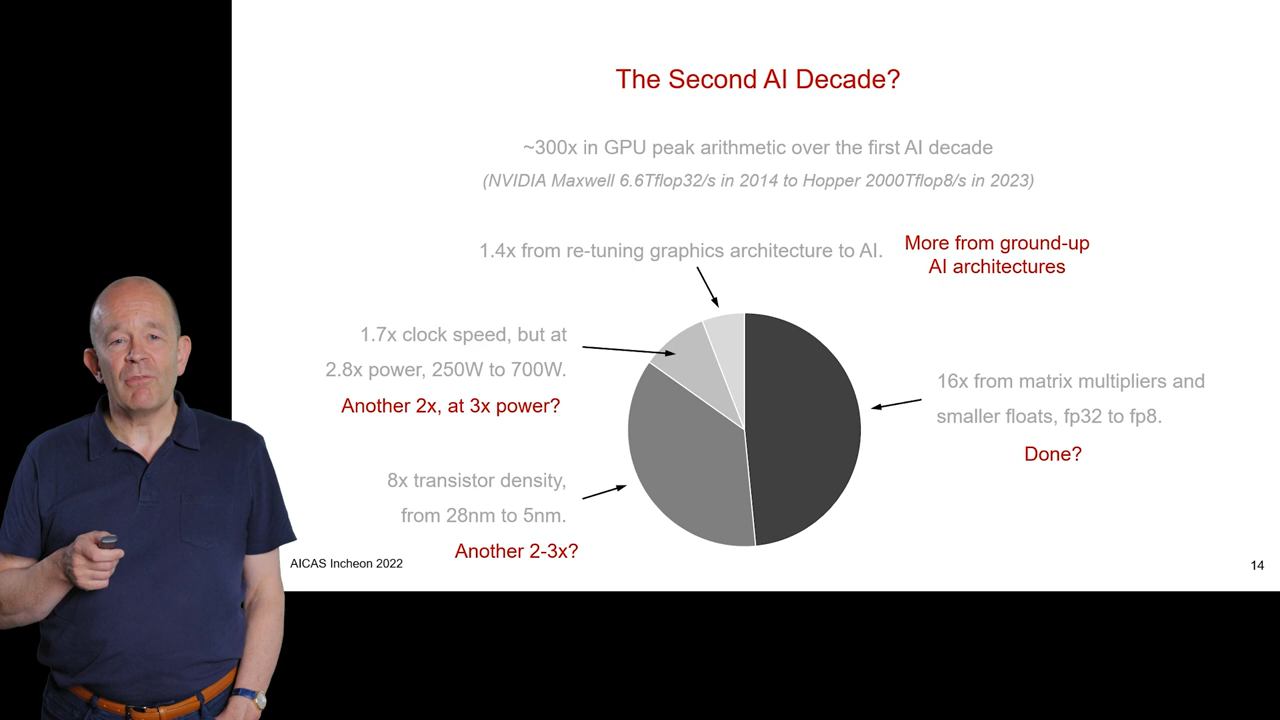 The Second AI Decade?
~300x in GPU peak arithmetic over the first AI decade
(NVIDIA Maxwell 6.6Tflop32/s in 2014 to Hopper 2000Tflop8/s in 2023)
1.4x from re-tuning graphics architecture to AI.
More from ground-up
AI architectures
1.7x clock speed, but at
2.8x power, 250W to 700W.
Another 2x, at 3x power?
16x from matrix multipliers and
smaller floats, fp32 to fp8.
Done?
8x transistor density,
from 28nm to 5nm.
Another 2-3x?
AICAS Incheon 2022
14